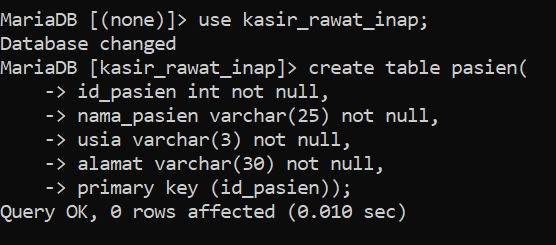 MariaDB [(none)]> use kasir_rawat_inap;
Database changed
MariaDB [kasir_rawat_inap]> create table pasien(
    -> id_pasien int not null,
    -> nama_pasien varchar(25) not null,
    -> usia varchar(3) not null,
    -> alamat varchar(30) not null,
    -> primary key (id_pasien));
Query OK, 0 rows affected (0.010 sec)